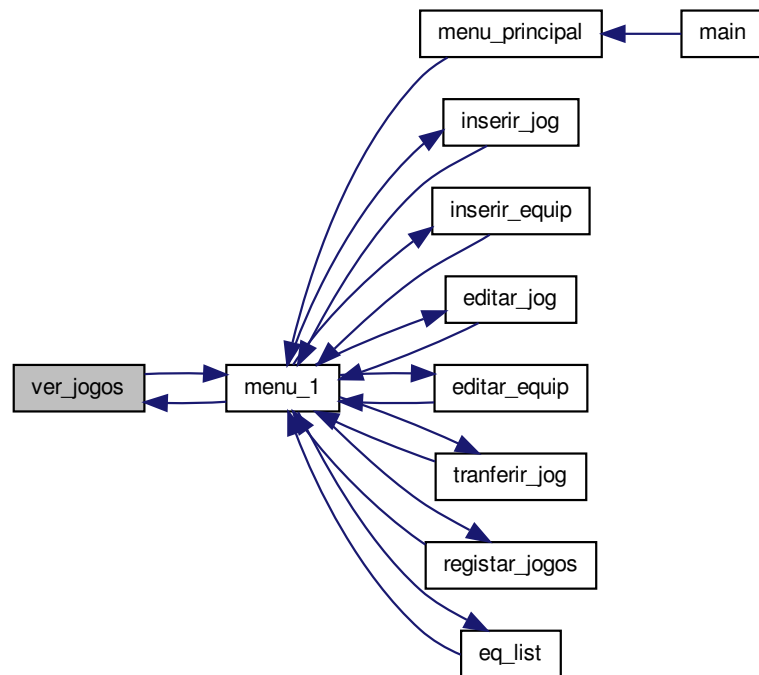 menu_principal
main
inserir_jog
inserir_equip
editar_jog
ver_jogos
menu_1
editar_equip
tranferir_jog
registar_jogos
eq_list